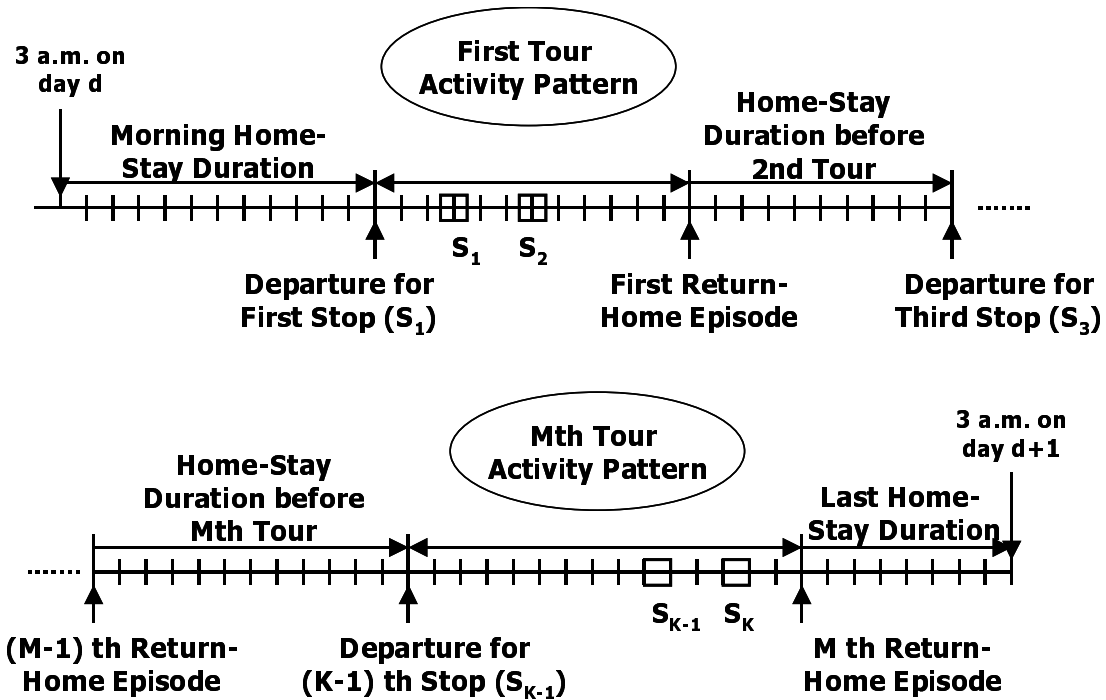 3 a.m. on
day d
First Tour
Activity Pattern
Morning Home-
Stay Duration
Home-Stay
Duration before
2nd Tour
S1
S2
Departure for
First Stop (S1)
First Return-
Home Episode
Departure for
Third Stop (S3)
Mth Tour
Activity Pattern
3 a.m. on
day d+1
Home-Stay
Duration before
Mth Tour
Last Home-
Stay Duration
SK-1
SK
(M-1) th Return-
Home Episode
Departure for
(K-1) th Stop (SK-1)
M th Return-
Home Episode